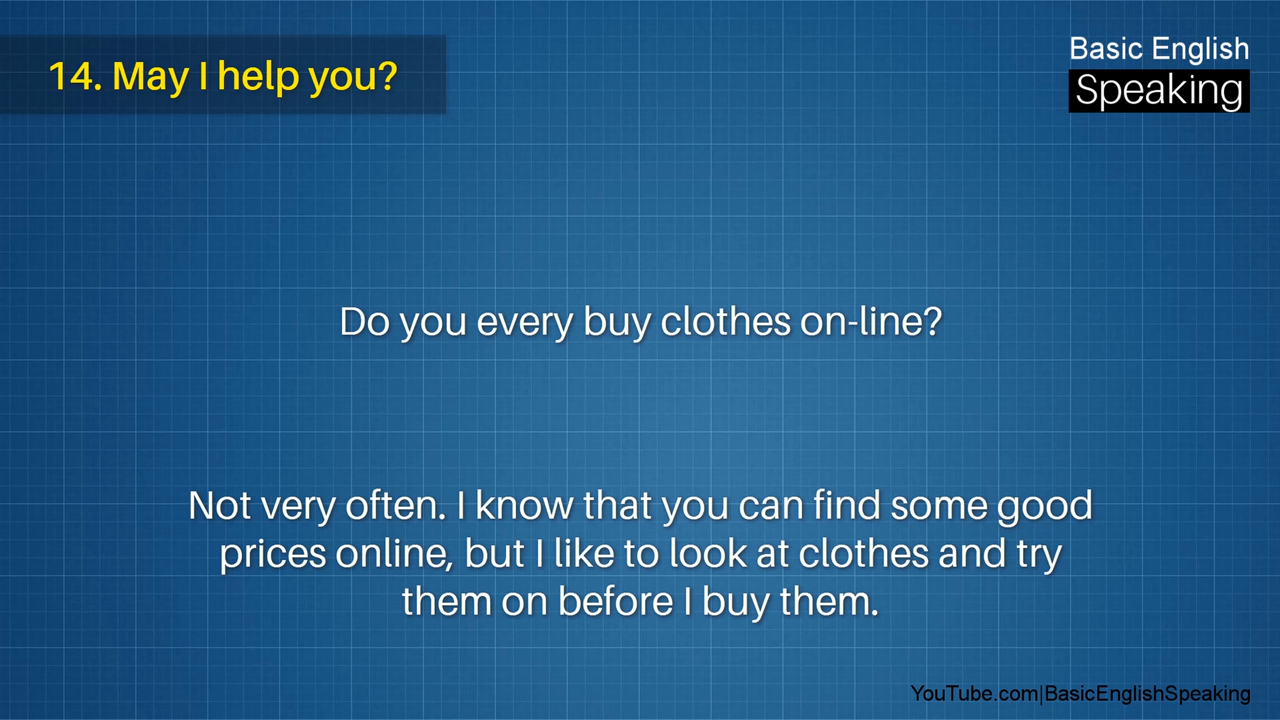 14. May I help you?
Basic English
Speaking
Do you every buy clothes on-line?
Not very often. I know that you can find some good
prices online, but I like to look at clothes and try
them on before I buy them.
YouTube.com|BasicEnglishSpeaking